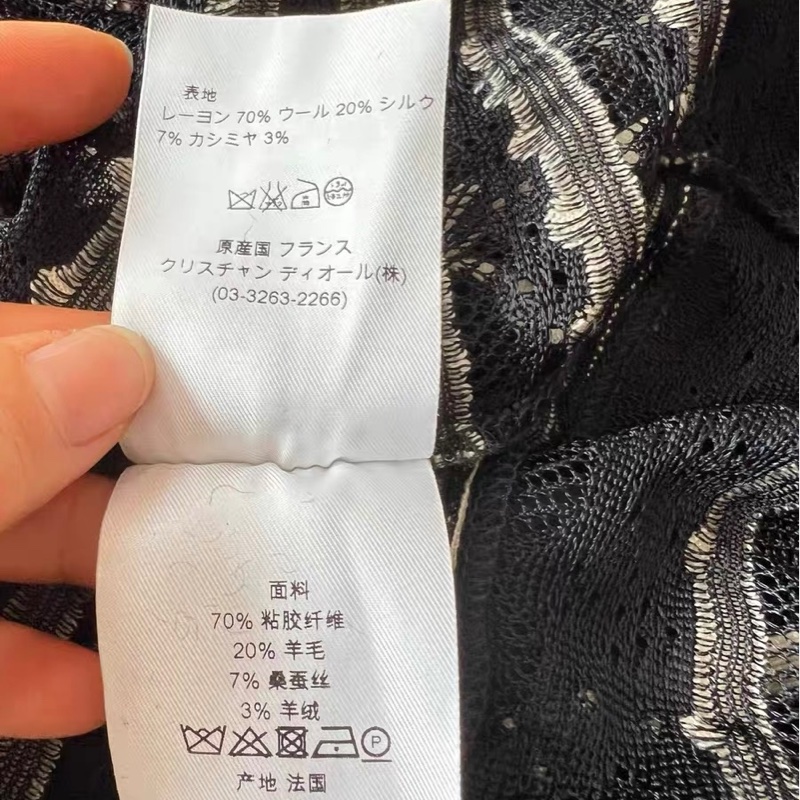 表地
レーヨン 70% ウール 20% シルク
7% カシミヤ 3%
原産国 フランス
クリスチャン ディオール(株)
(03-3263-2266)
面料
70% 粘胶纤维
20% 羊毛
7% 桑蚕丝
3% 羊绒
P
产地 法国